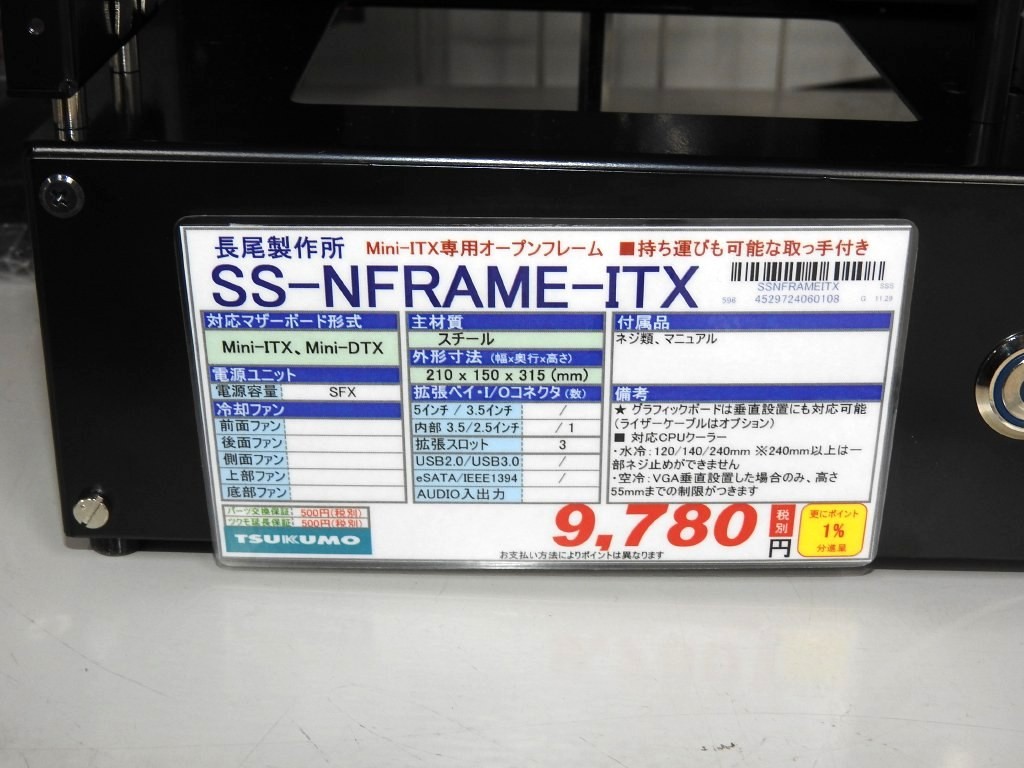 長尾製作所 Mini-ITX専用オープンフレーム ■持ち運びも可能な取っ手付き
SS-NFRAME-ITX
SSNFRAMEITX SSS
598 4529724060108 G 11.29
対応マザーボード形式
Mini-ITX、Mini-DTX
電源ユニット
電源容量 SFX
冷却ファン
前面ファン
後面ファン
側面ファン
上部ファン
底部ファン
主材質
スチール
外形寸法 (幅x奥行x高さ)
210 x 150 x 315 (mm)
拡張ベイ・I/Oコネクタ (数)
5インチ / 3.5インチ /
内部 3.5/2.5インチ / 1
拡張スロット 3
USB2.0/USB3.0 /
eSATA/IEEE1394 /
AUDIO入出力
付属品
ネジ類、マニュアル
備考
★ グラフィックボードは垂直設置にも対応可能
(ライザーケーブルはオプション)
■ 対応CPUクーラー
・水冷：120/140/240mm ※240mm以上は一
部ネジ止めができません
・空冷：VGA垂直設置した場合のみ、高さ
55mmまでの制限がつきます
パーツ交換保証: 500円(税別)
ツクモ延長保証: 500円(税別)
TSUKUMO
9,780円 税別
更にポイント
1%
分進呈
お支払い方法によりポイントは異なります